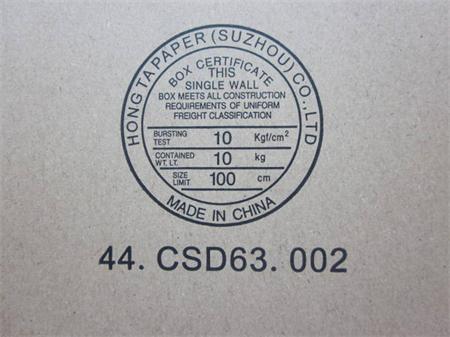 HONG TA PAPER (SUZHOU) CO., LTD
BOX CERTIFICATE
THIS
SINGLE WALL
BOX MEETS ALL CONSTRUCTION
REQUIREMENTS OF UNIFORM
FREIGHT CLASSIFICATION
BURSTING TEST 10 Kgf/cm²
CONTAINED WT. LT. 10 kg
SIZE LIMIT 100 cm
MADE IN CHINA
44. CSD63. 002